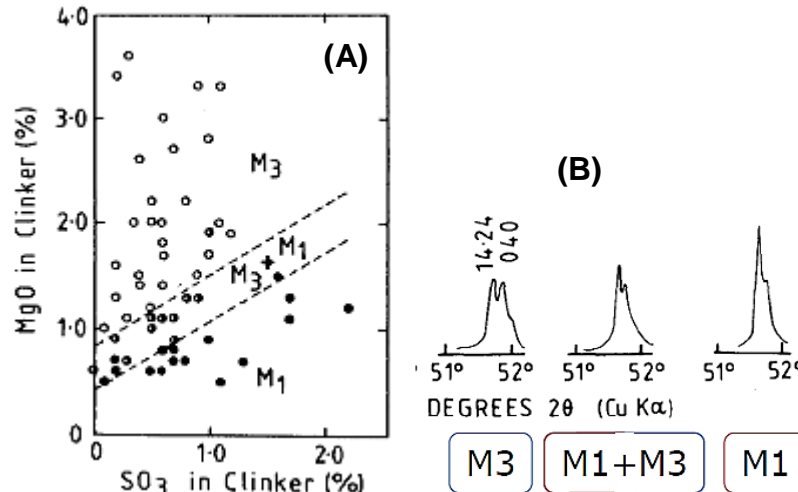 4·0
3·0
2·0
1·0
0
MgO in Clinker (%)
(A)
M3
M1
+
M3
M1
0
1·0
2·0
SO3 in Clinker (%)
(B)
14·24
040
51° 52° 51° 52° 51° 52°
DEGREES 2θ (Cu Kα)
M3 M1+M3 M1